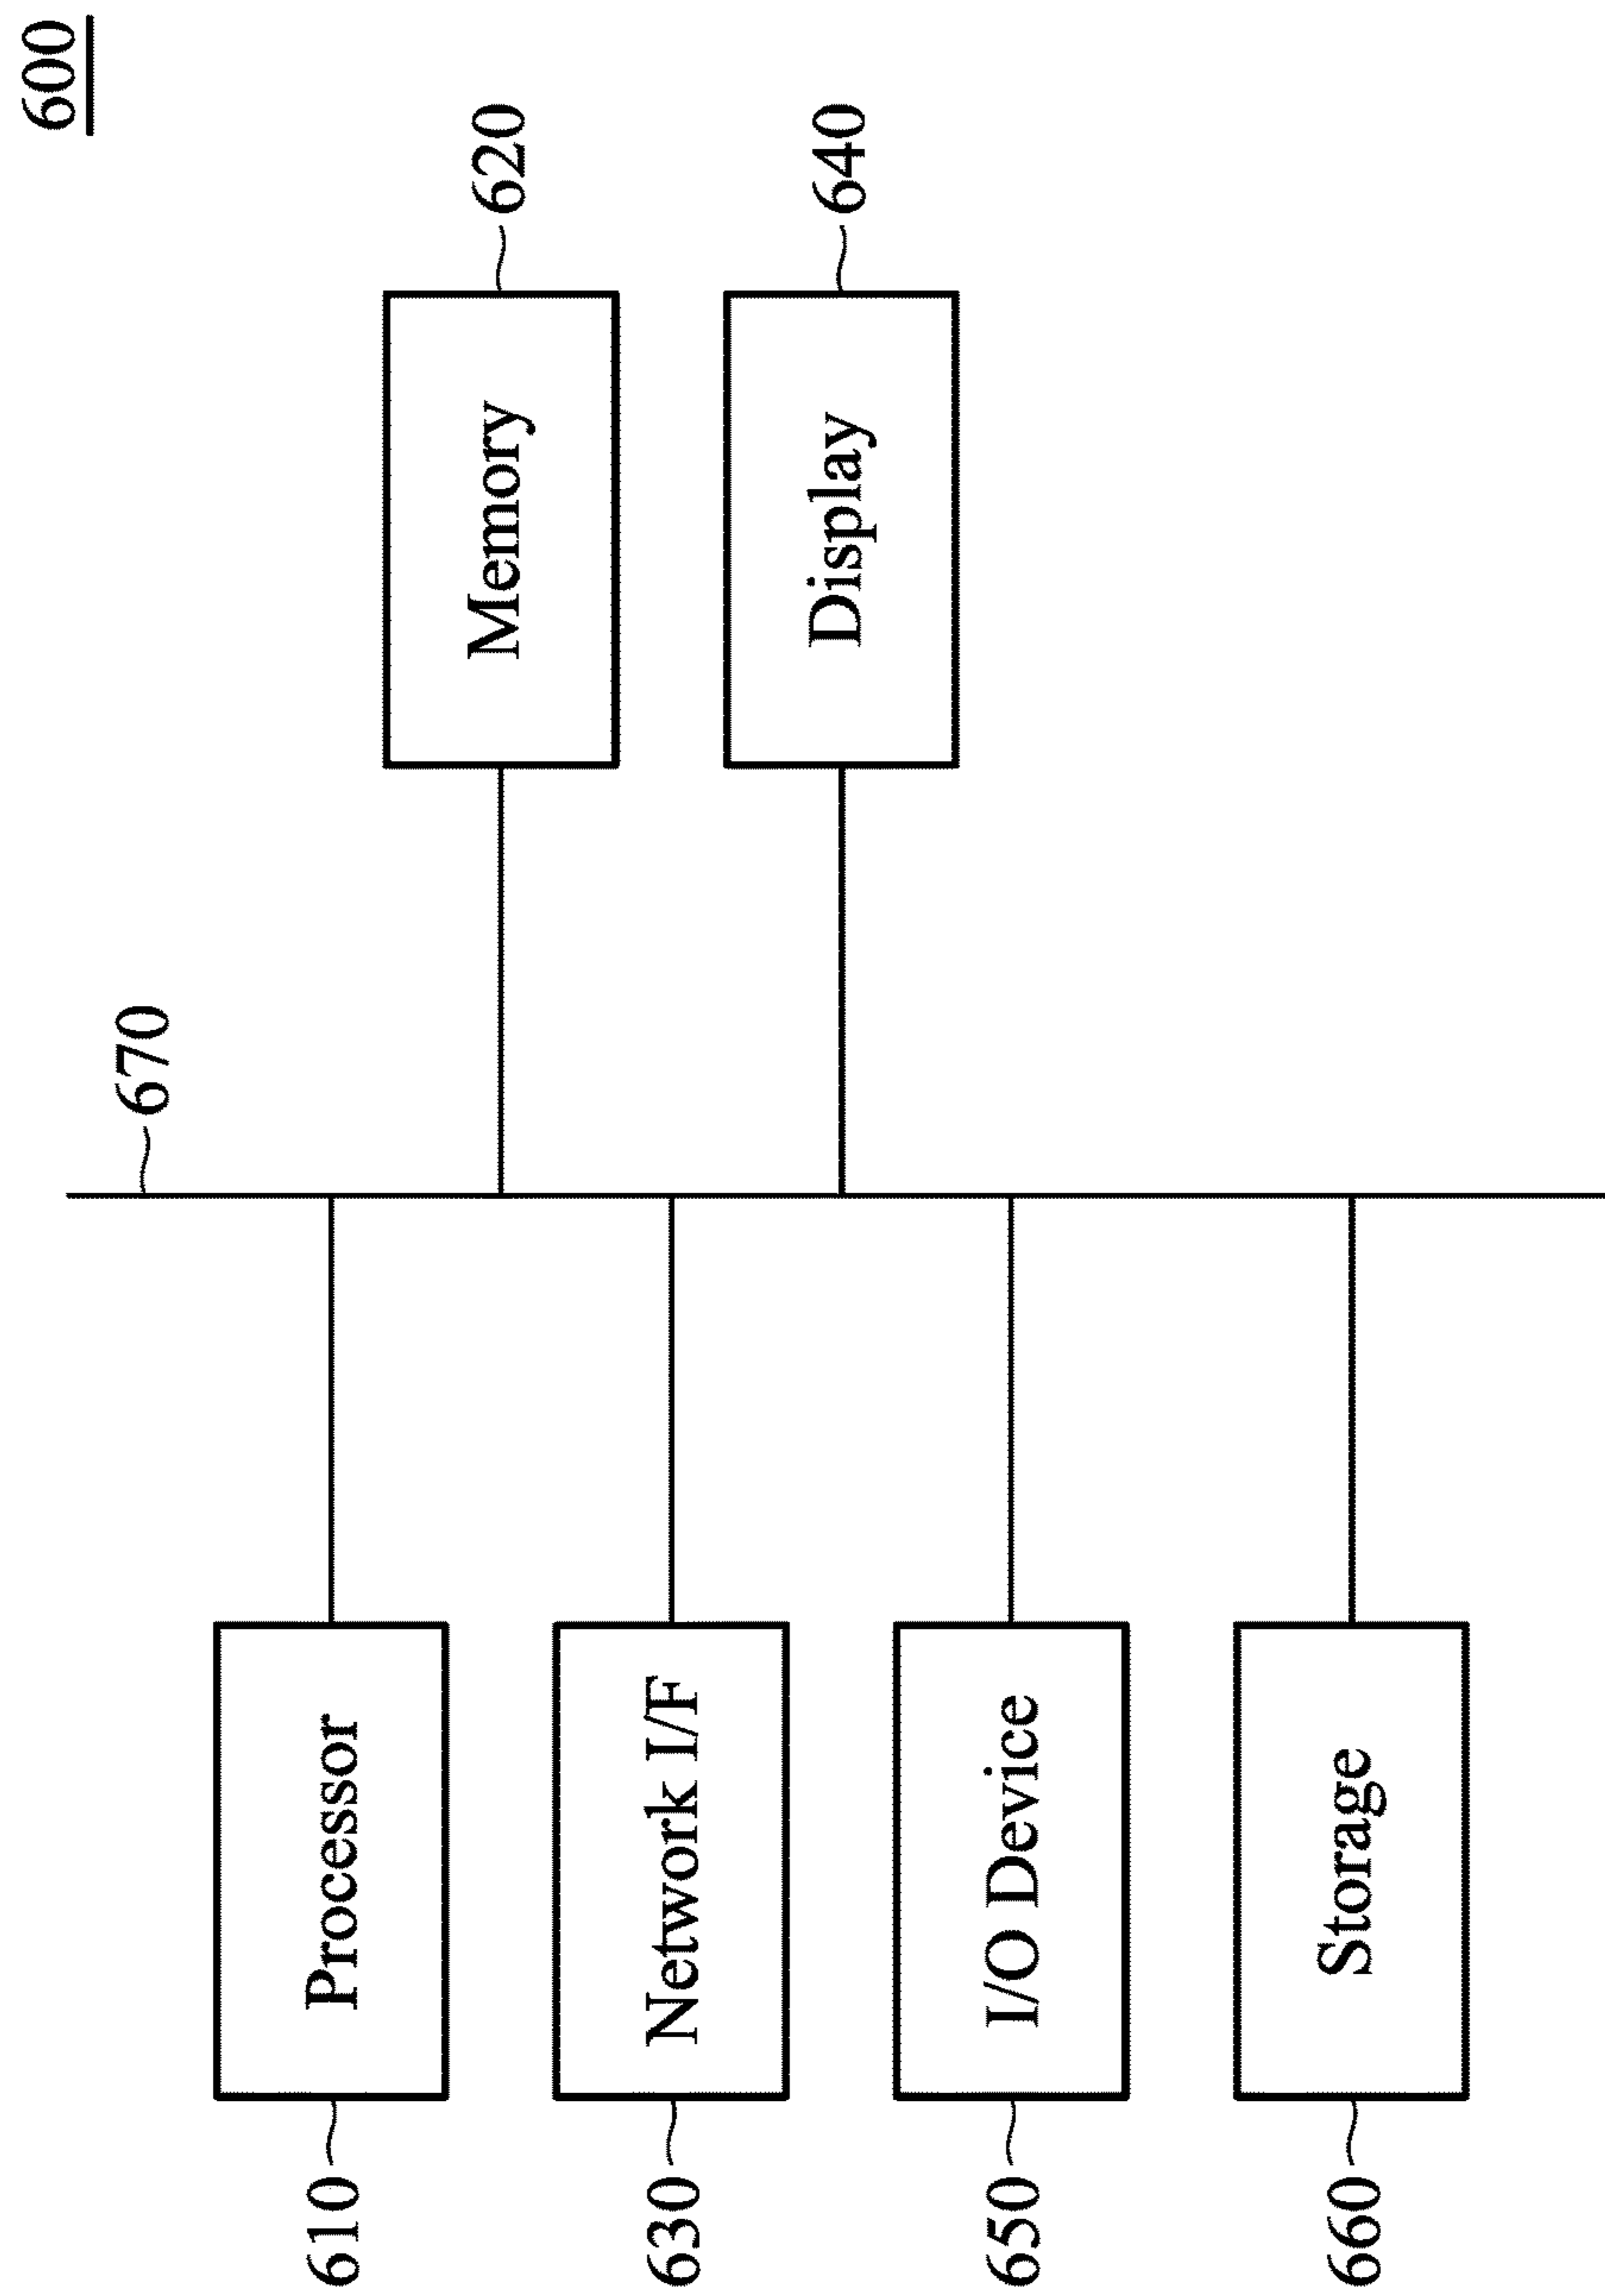 600
670
610
Processor
Memory
620
630
Network I/F
Display
640
650
I/O Device
660
Storage